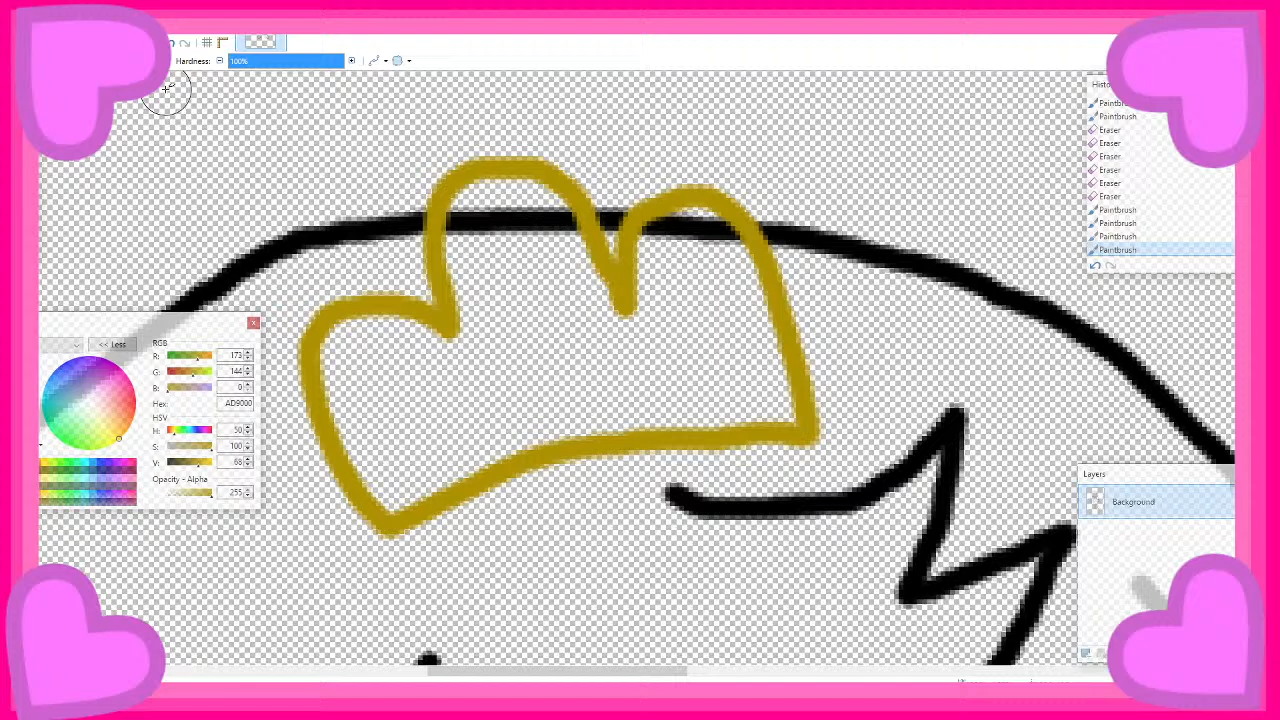 Hardness:
100%
Paintbrush
Paintbrush
Eraser
Eraser
Eraser
Eraser
Eraser
Eraser
Paintbrush
Paintbrush
Paintbrush
Paintbrush
<< Less
RGB
R: 173
G: 144
B: 0
Hex: AD9000
HSV
H: 50
S: 100
V: 68
Opacity - Alpha
255
Layers
Background